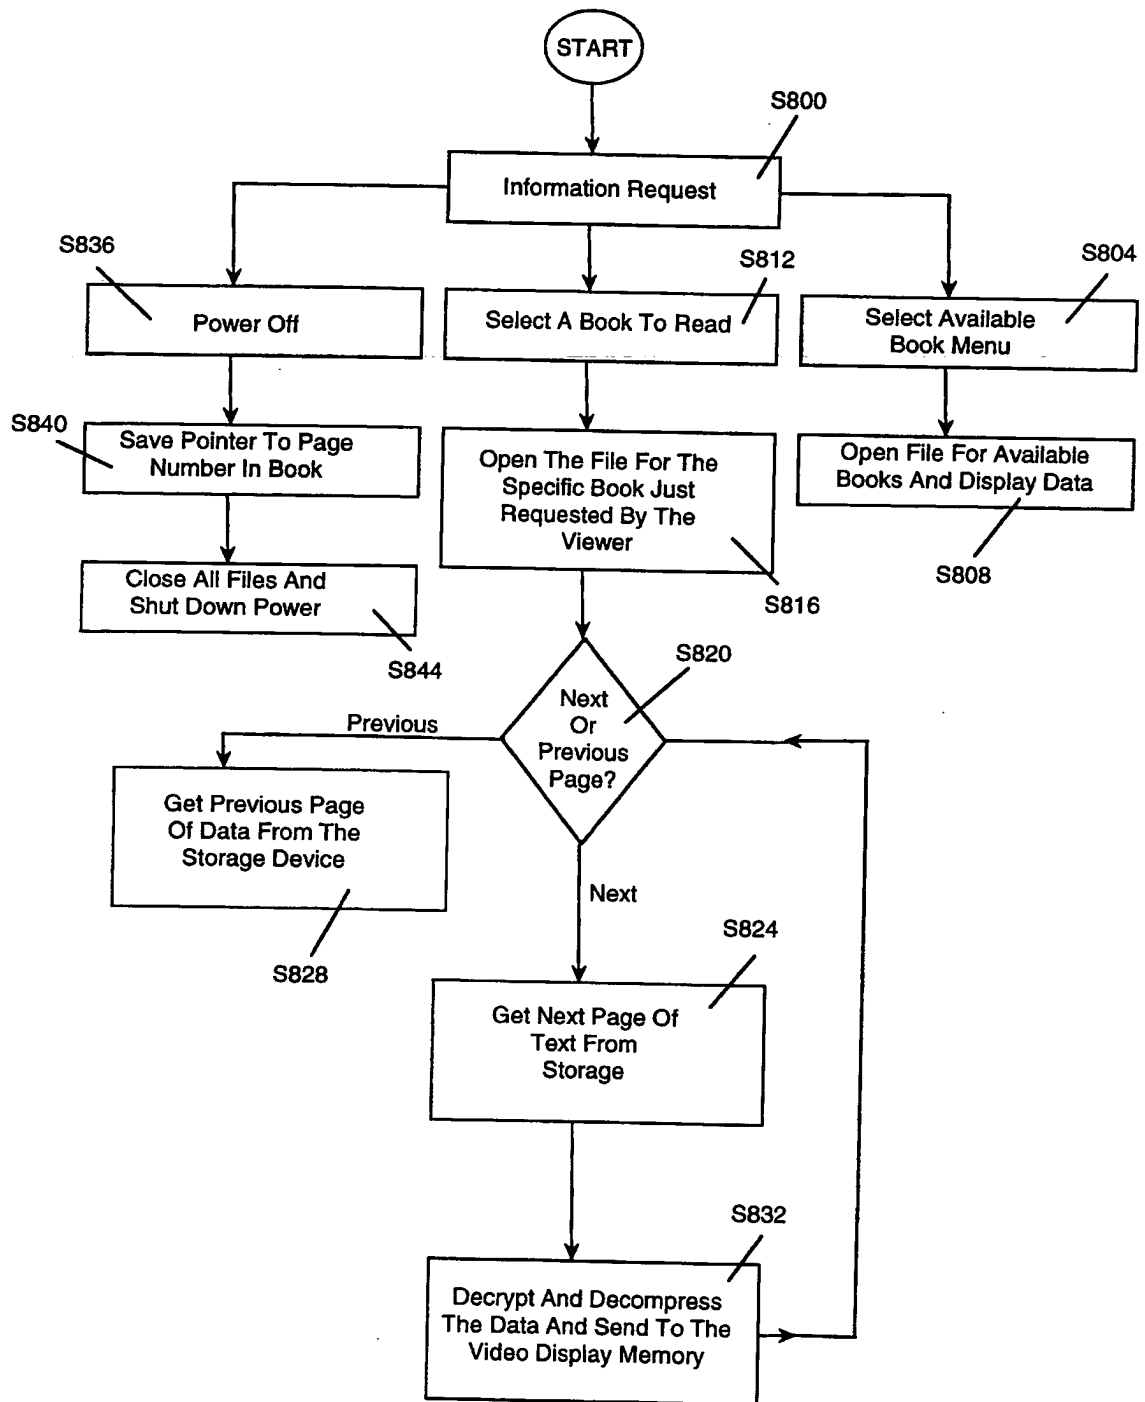 START
S800
Information Request
S836
S812
S804
Power Off
Select A Book To Read
Select Available
Book Menu
S840
Save Pointer To Page
Number In Book
Open The File For The
Specific Book Just
Requested By The
Viewer
Open File For Available
Books And Display Data
S808
Close All Files And
Shut Down Power
S816
S844
S820
Next
Or
Previous
Page?
Previous
Get Previous Page
Of Data From The
Storage Device
Next
S828
S824
Get Next Page Of
Text From
Storage
S832
Decrypt And Decompress
The Data And Send To The
Video Display Memory